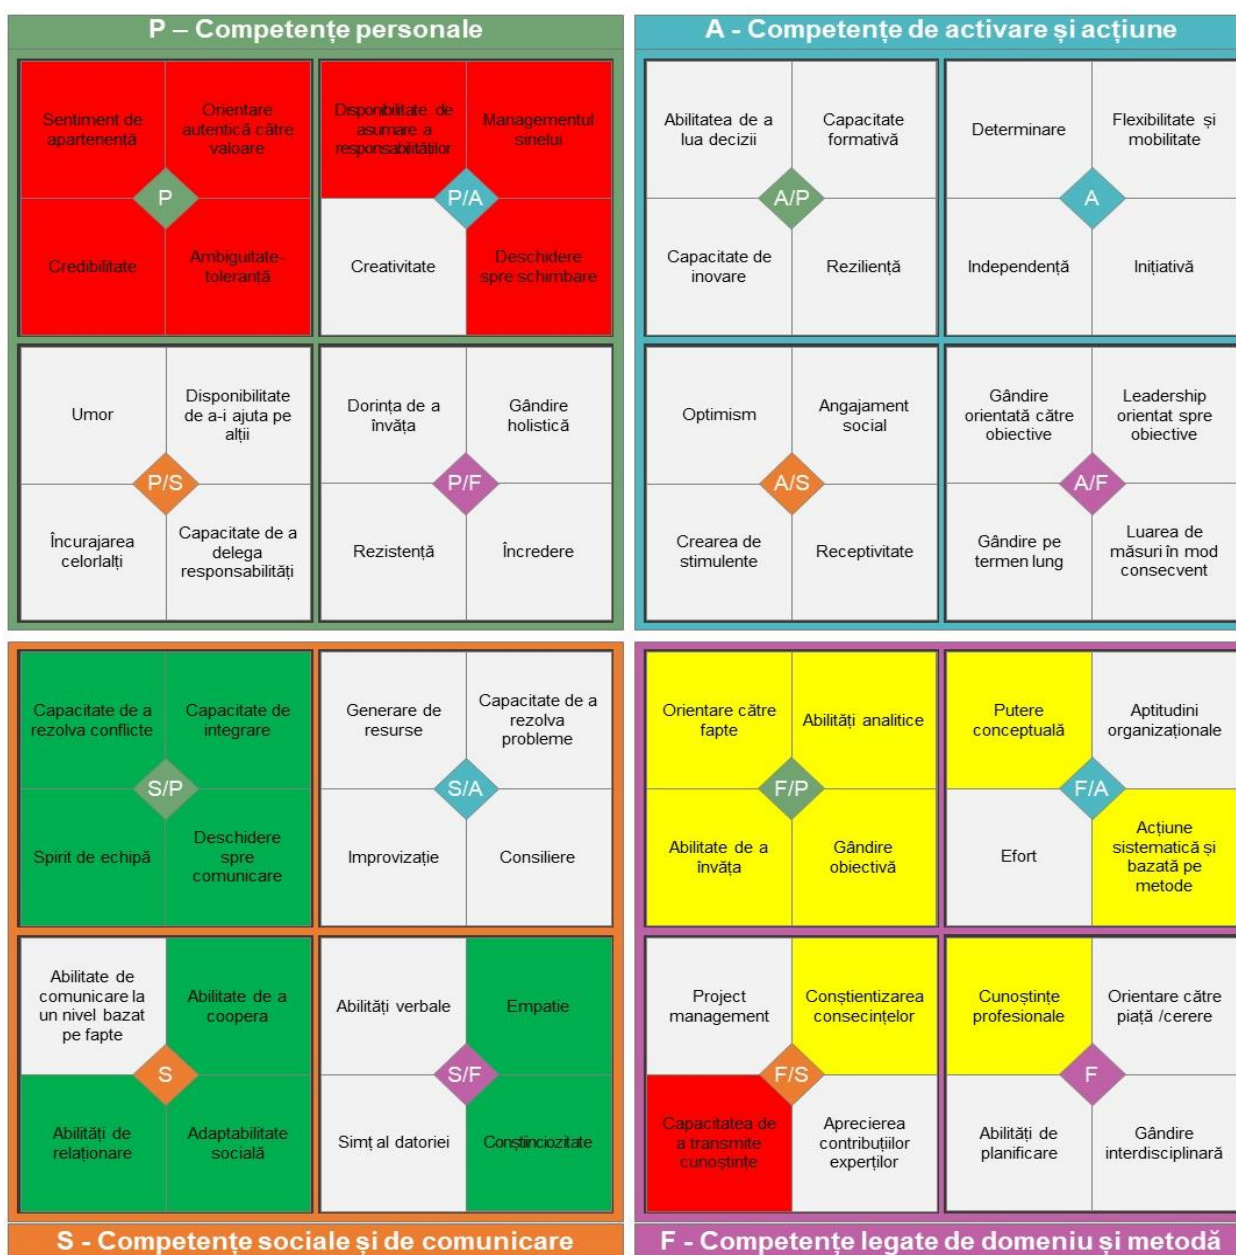 P – Competențe personale
Sentiment de
apartenență
Orientare
autentică către
valoare
P
Credibilitate
Ambiguitate-
toleranță
Disponibilitate de
asumare a
responsabilităților
Managementul
sinelui
P/A
Creativitate
Deschidere
spre schimbare
Umor
Disponibilitate
de a-i ajuta pe
alții
P/S
Încurajarea
celorlalți
Capacitate de a
delega
responsabilități
Dorința de a
învăța
Gândire
holistică
P/F
Rezistență
Încredere
A - Competențe de activare și acțiune
Abilitatea de a
lua decizii
Capacitate
formativă
A/P
Capacitate de
inovare
Reziliență
Determinare
Flexibilitate și
mobilitate
A
Independență
Inițiativă
Optimism
Angajament
social
A/S
Crearea de
stimulente
Receptivitate
Gândire
orientată către
obiective
Leadership
orientat spre
obiective
A/F
Gândire pe
termen lung
Luarea de
măsuri în mod
consecvent
Capacitate de a
rezolva conflicte
Capacitate de
integrare
S/P
Spirit de echipă
Deschidere
spre
comunicare
Generare de
resurse
Capacitate de a
rezolva
probleme
S/A
Improvizație
Consiliere
Abilitate de
comunicare la
un nivel bazat
pe fapte
Abilitate de a
coopera
S
Abilități de
relaționare
Adaptabilitate
socială
Abilități verbale
Empatie
S/F
Simț al datoriei
Conștiinciozitate
S - Competențe sociale și de comunicare
Orientare către
fapte
Abilități analitice
F/P
Abilitate de a
învăța
Gândire
obiectivă
Putere
conceptuală
Aptitudini
organizaționale
F/A
Efort
Acțiune
sistematică și
bazată pe
metode
Project
management
Conștientizarea
consecințelor
F/S
Capacitatea de
a transmite
cunoștințe
Aprecierea
contribuțiilor
experților
Cunoștințe
profesionale
Orientare către
piață /cerere
F
Abilități de
planificare
Gândire
interdisciplinară
F - Competențe legate de domeniu și metodă